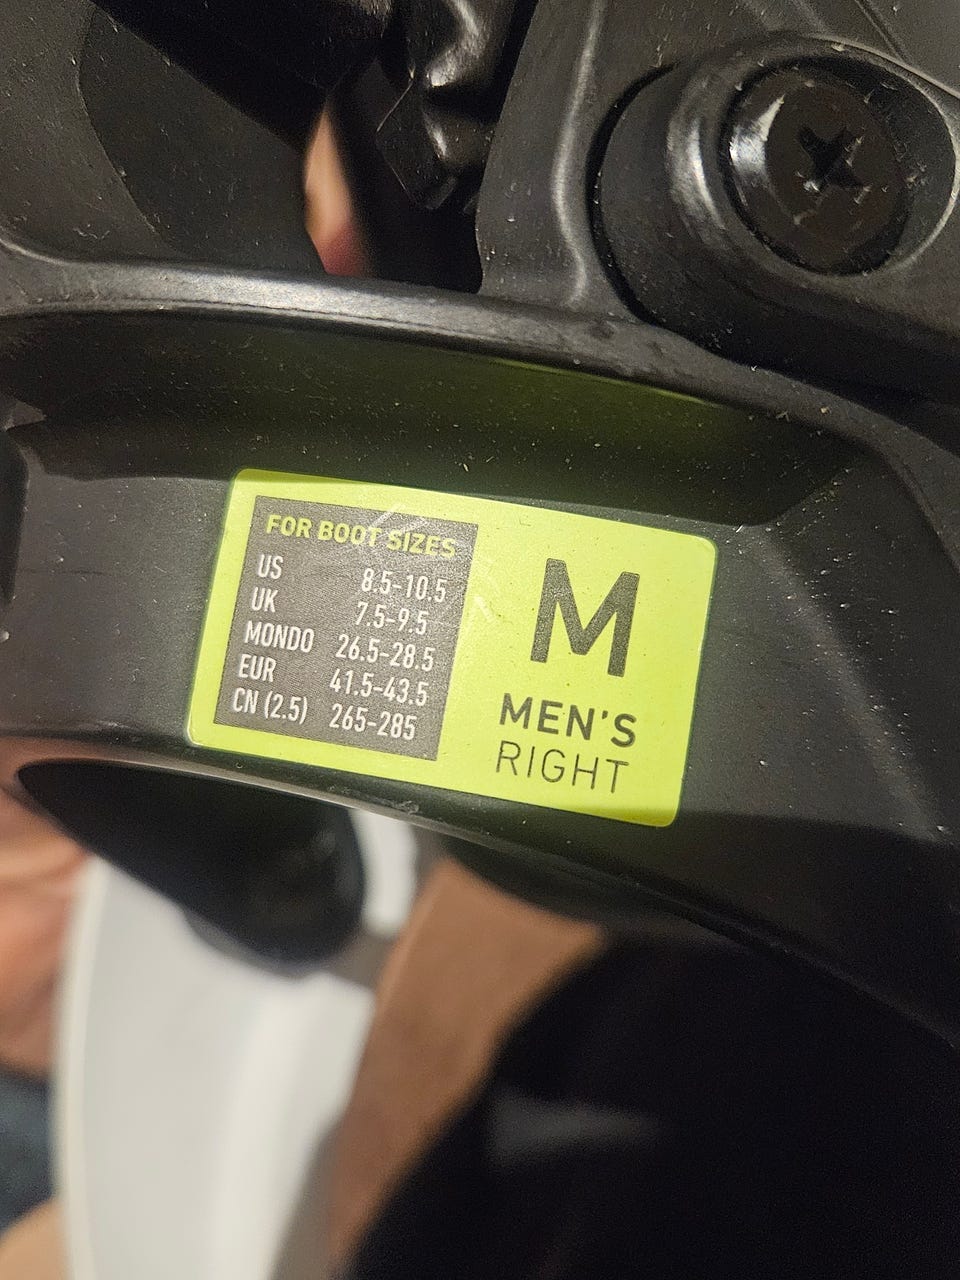 FOR BOOT SIZES
US 8.5-10.5
UK 7.5-9.5
MONDO 26.5-28.5
EUR 41.5-43.5
CN (2.5) 265-285
M
MEN'S
RIGHT